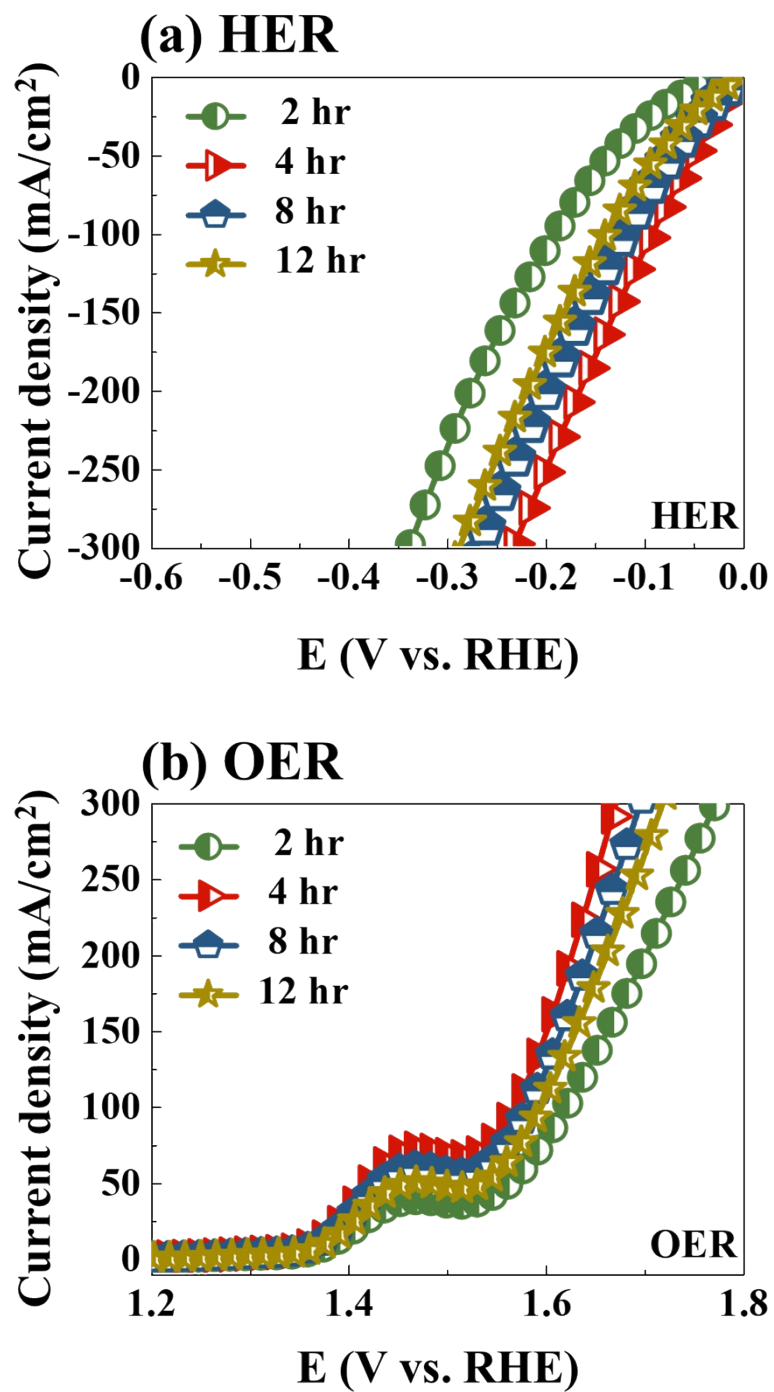 (a) HER
0
-50
-100
-150
-200
-250
-300
Current density (mA/cm²)
2 hr
4 hr
8 hr
12 hr
HER
-0.6 -0.5 -0.4 -0.3 -0.2 -0.1 0.0
E (V vs. RHE)
(b) OER
300
250
200
150
100
50
0
Current density (mA/cm²)
2 hr
4 hr
8 hr
12 hr
OER
1.2 1.4 1.6 1.8
E (V vs. RHE)